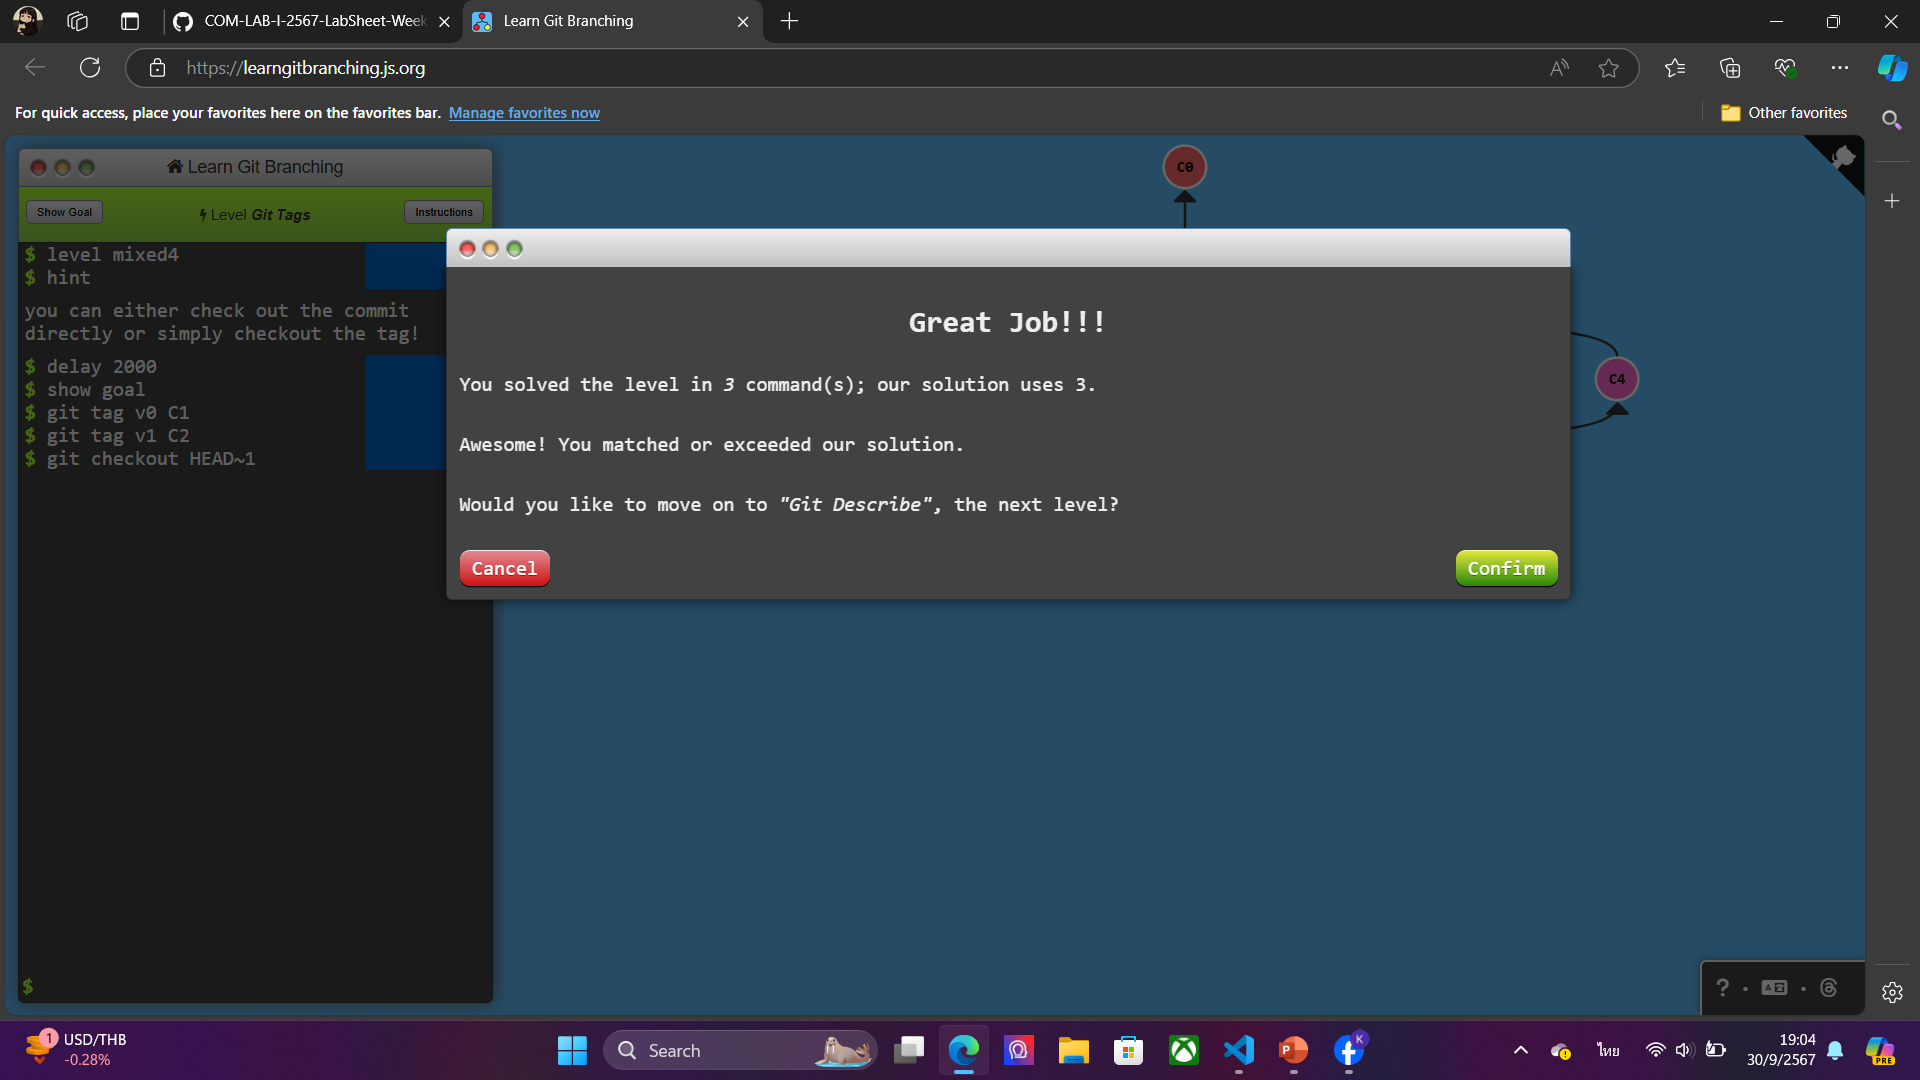 COM-LAB-I-2567-LabSheet-Week
Learn Git Branching
https://learngitbranching.js.org
For quick access, place your favorites here on the favorites bar. Manage favorites now
Other favorites
Learn Git Branching
Show Goal
Level Git Tags
Instructions
$ level mixed4
$ hint
you can either check out the commit
directly or simply checkout the tag!
$ delay 2000
$ show goal
$ git tag v0 C1
$ git tag v1 C2
$ git checkout HEAD~1
$
C0
C4
Great Job!!!
You solved the level in 3 command(s); our solution uses 3.
Awesome! You matched or exceeded our solution.
Would you like to move on to "Git Describe", the next level?
Cancel
Confirm
1
USD/THB
-0.28%
Search
K
ไทย
19:04
30/9/2567
PRE